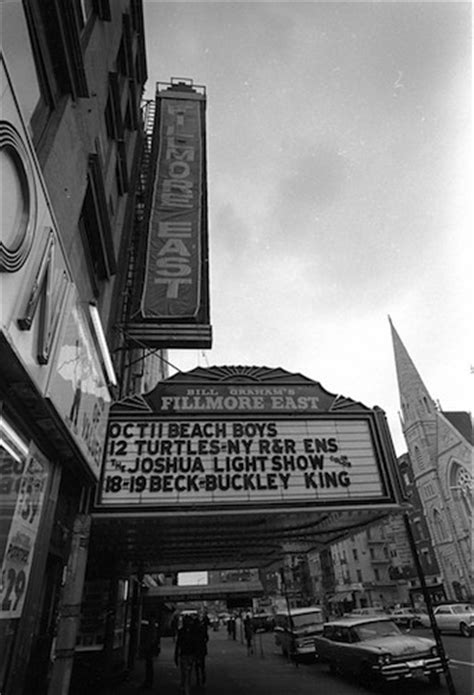 FILLMORE EAST
BILL GRAHAM'S
FILLMORE EAST
OCT 11 BEACH BOYS
12 TURTLES-NY R&R ENS
THE JOSHUA LIGHT SHOW
18-19 BECK-BUCKLEY KING
$29